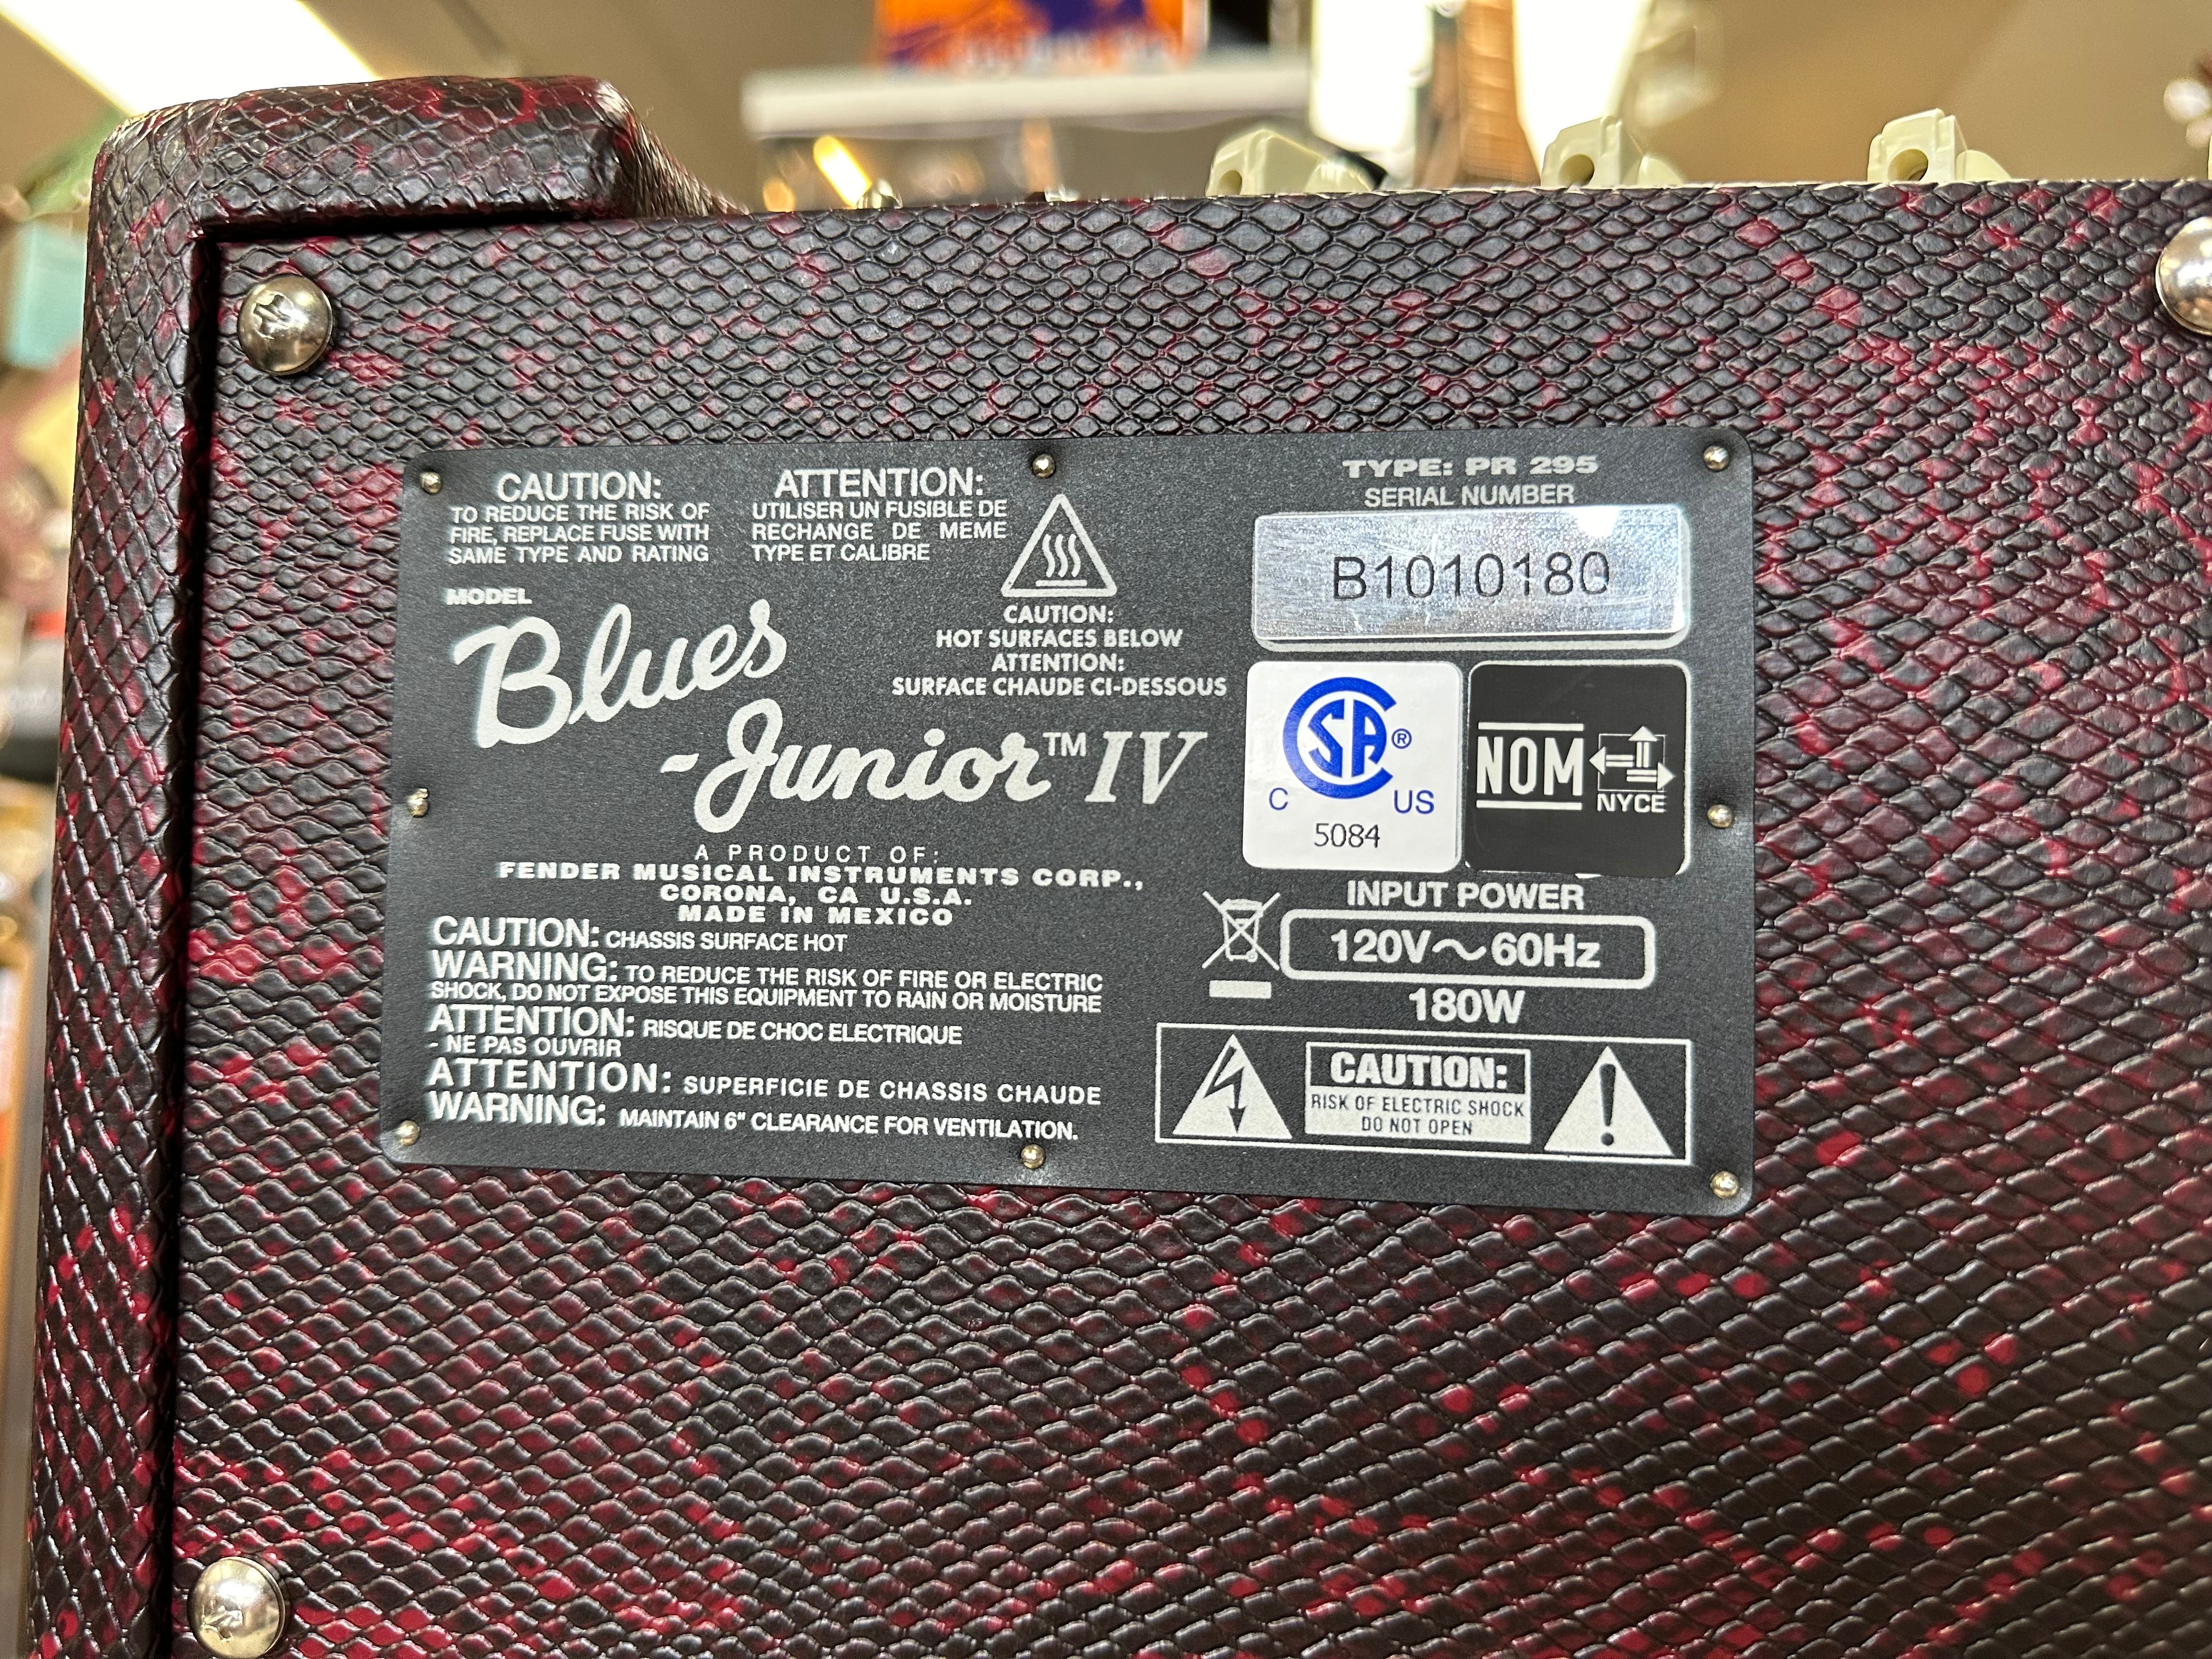 CAUTION:
TO REDUCE THE RISK OF
FIRE, REPLACE FUSE WITH
SAME TYPE AND RATING
ATTENTION:
UTILISER UN FUSIBLE DE
RECHANGE DE MEME
TYPE ET CALIBRE
CAUTION:
HOT SURFACES BELOW
ATTENTION:
SURFACE CHAUDE CI-DESSOUS
MODEL
Blues
-Junior™ IV
A PRODUCT OF:
FENDER MUSICAL INSTRUMENTS CORP.,
CORONA, CA U.S.A.
MADE IN MEXICO
CAUTION: CHASSIS SURFACE HOT
WARNING: TO REDUCE THE RISK OF FIRE OR ELECTRIC
SHOCK, DO NOT EXPOSE THIS EQUIPMENT TO RAIN OR MOISTURE
ATTENTION: RISQUE DE CHOC ELECTRIQUE
- NE PAS OUVRIR
ATTENTION: SUPERFICIE DE CHASSIS CHAUDE
WARNING: MAINTAIN 6" CLEARANCE FOR VENTILATION.
TYPE: PR 295
SERIAL NUMBER
B1010180
CSA®
C US
5084
NOM
NYCE
INPUT POWER
120V~60Hz
180W
CAUTION:
RISK OF ELECTRIC SHOCK
DO NOT OPEN